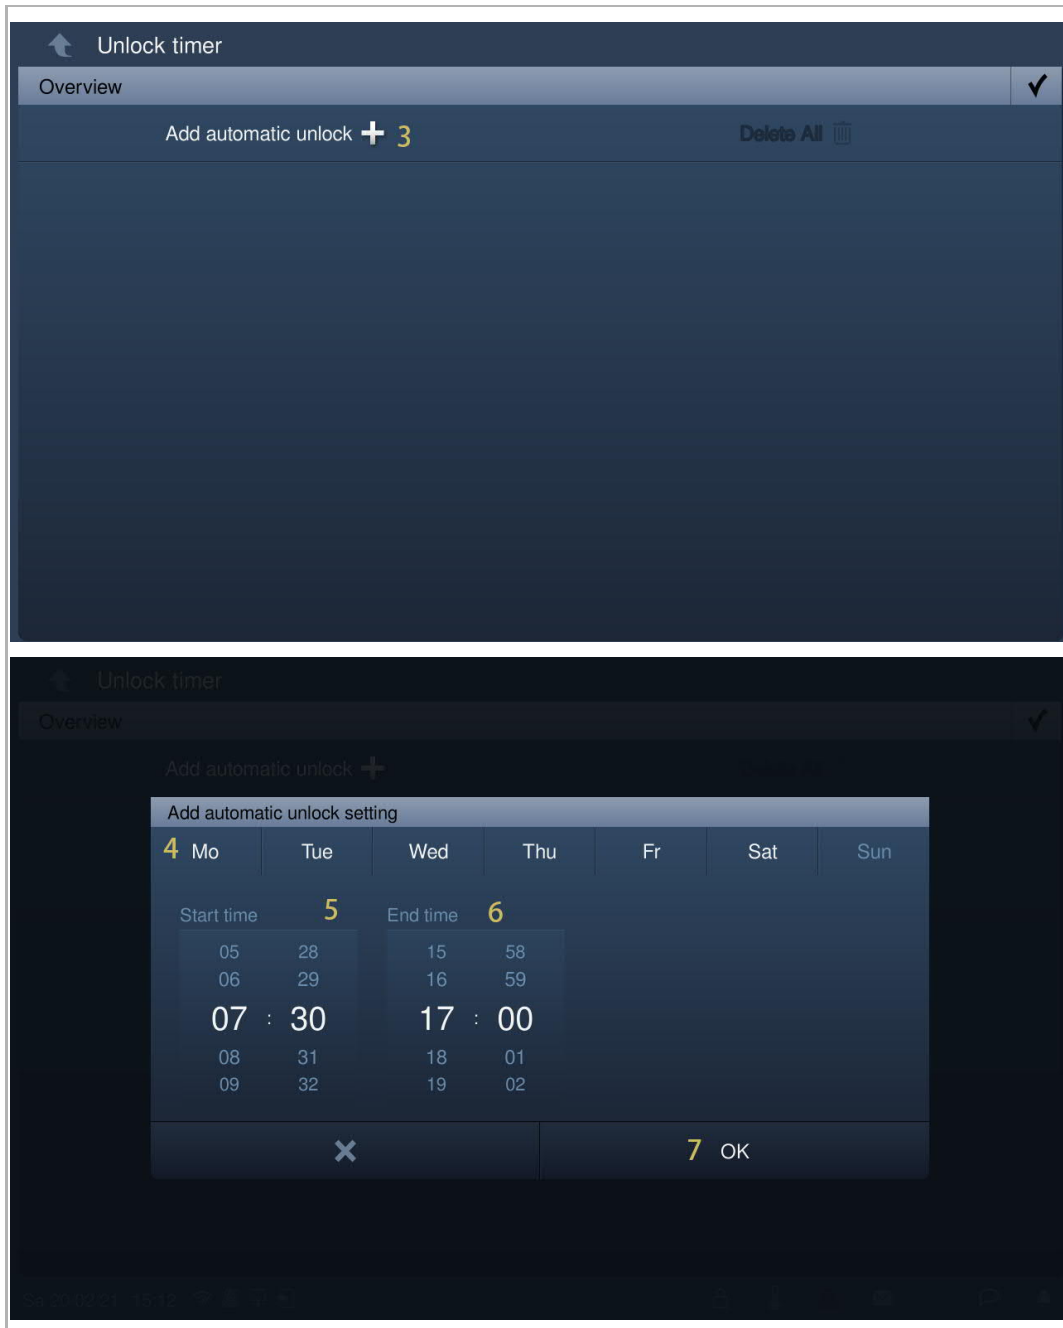 Unlock timer
Overview
Add automatic unlock 3 Delete All
Unlock timer
Overview
Add automatic unlock
Add automatic unlock setting
4 Mo Tue Wed Thu Fr Sat Sun
Start time 5 End time 6
05 28 15 58
06 29 16 59
07 : 30 17 : 00
08 31 18 01
09 32 19 02
7 OK